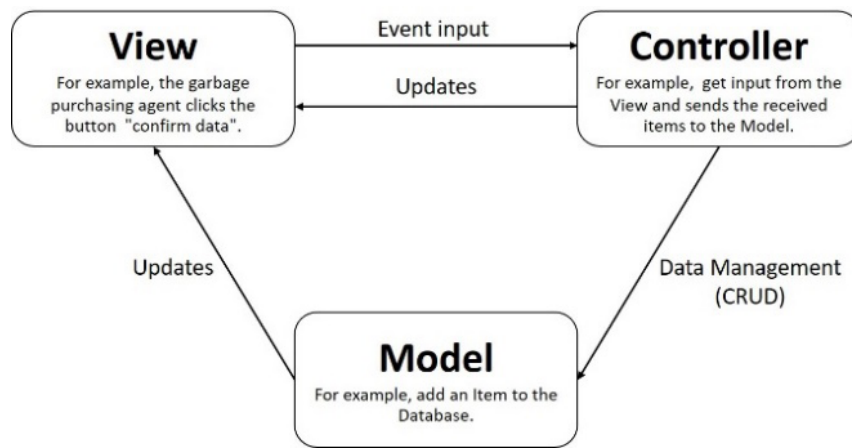 View
For example, the garbage
purchasing agent clicks the
button "confirm data".
Event input
Updates
Controller
For example, get input from the
View and sends the received
items to the Model.
Updates
Data Management
(CRUD)
Model
For example, add an Item to the
Database.